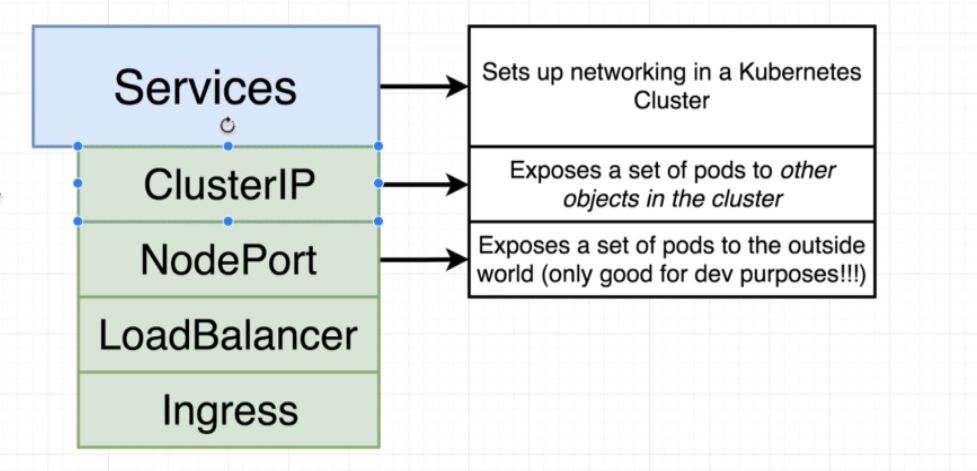 Services
Sets up networking in a Kubernetes
Cluster
ClusterIP
Exposes a set of pods to other
objects in the cluster
NodePort
Exposes a set of pods to the outside
world (only good for dev purposes!!!)
LoadBalancer
Ingress